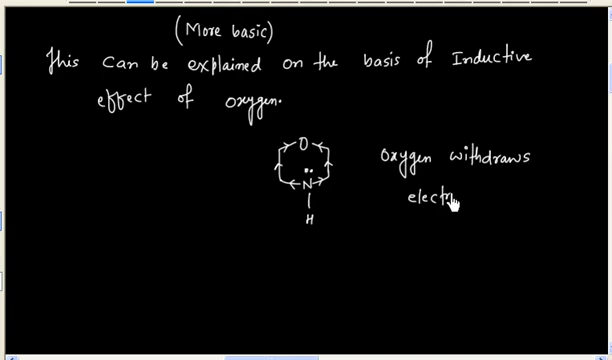 (More basic)
This can be explained on the basis of Inductive
effect of oxygen.
O
Oxygen withdraws
N
electr
H